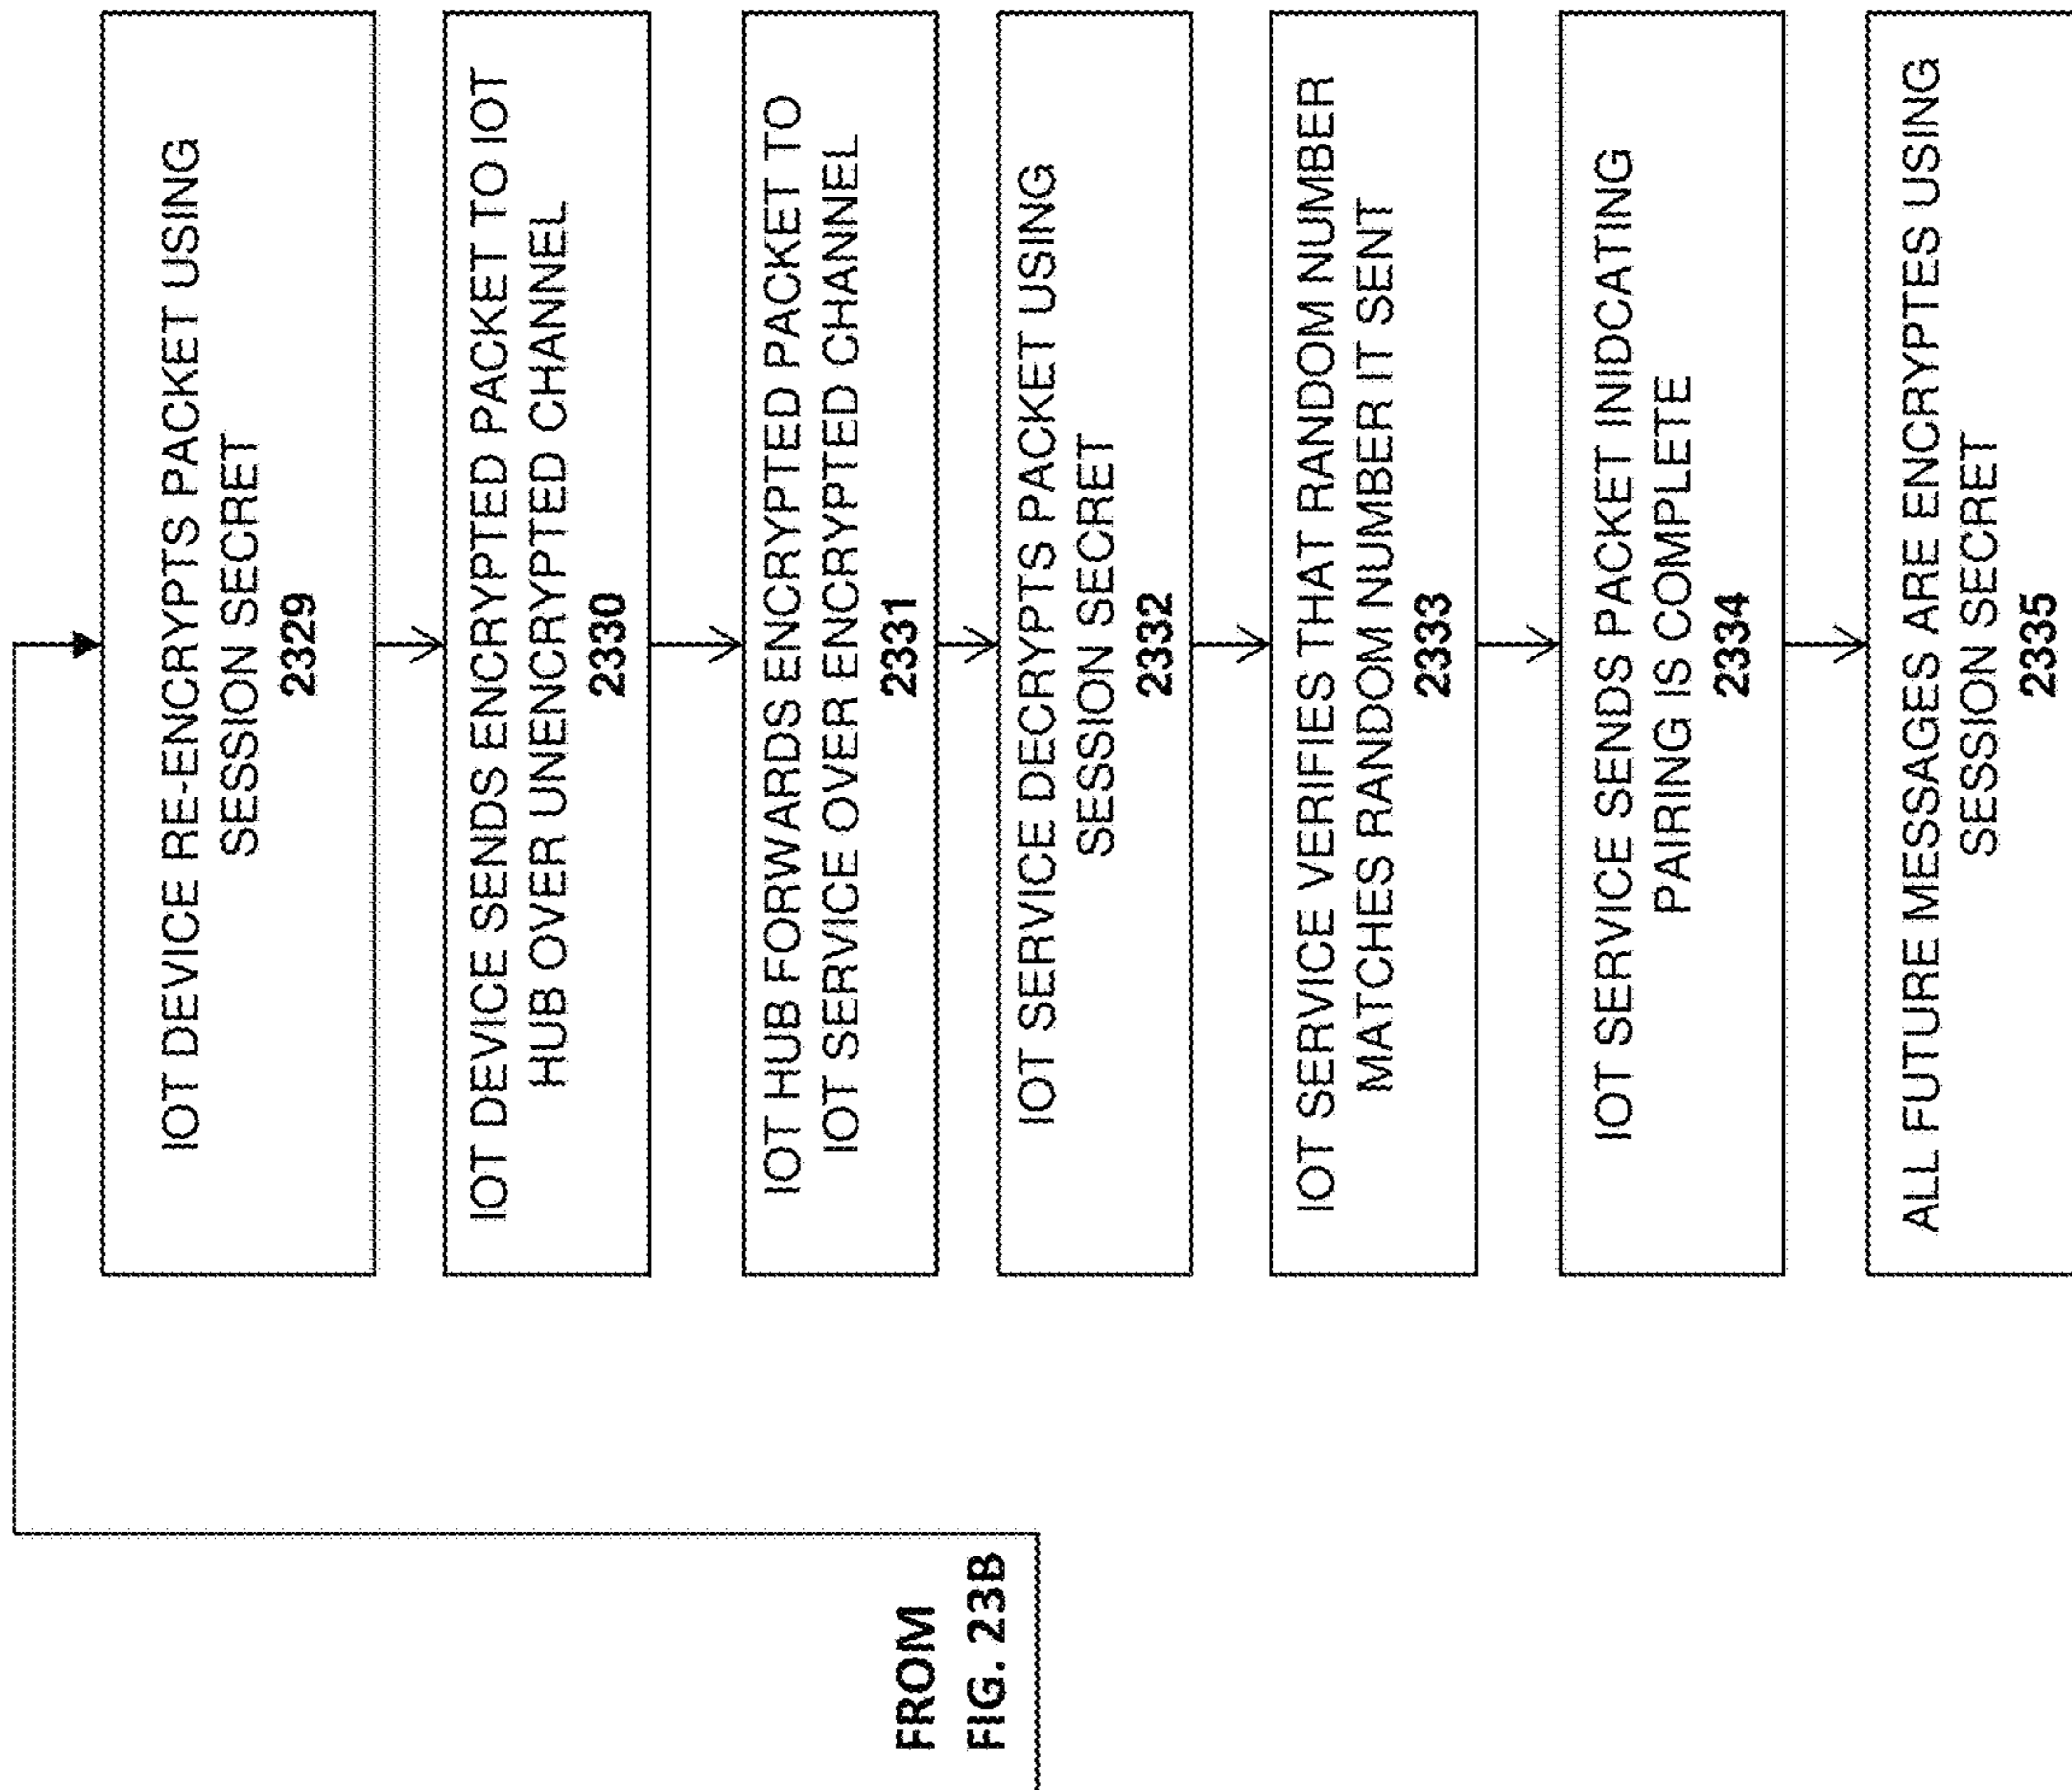 FROM
FIG. 23B
IOT DEVICE RE-ENCRYPTS PACKET USING
SESSION SECRET
2329
IOT DEVICE SENDS ENCRYPTED PACKET TO IOT
HUB OVER UNENCRYPTED CHANNEL
2330
IOT HUB FORWARDS ENCRYPTED PACKET TO
IOT SERVICE OVER ENCRYPTED CHANNEL
2331
IOT SERVICE DECRYPTS PACKET USING
SESSION SECRET
2332
IOT SERVICE VERIFIES THAT RANDOM NUMBER
MATCHES RANDOM NUMBER IT SENT
2333
IOT SERVICE SENDS PACKET INIDCATING
PAIRING IS COMPLETE
2334
ALL FUTURE MESSAGES ARE ENCRYPTES USING
SESSION SECRET
2335